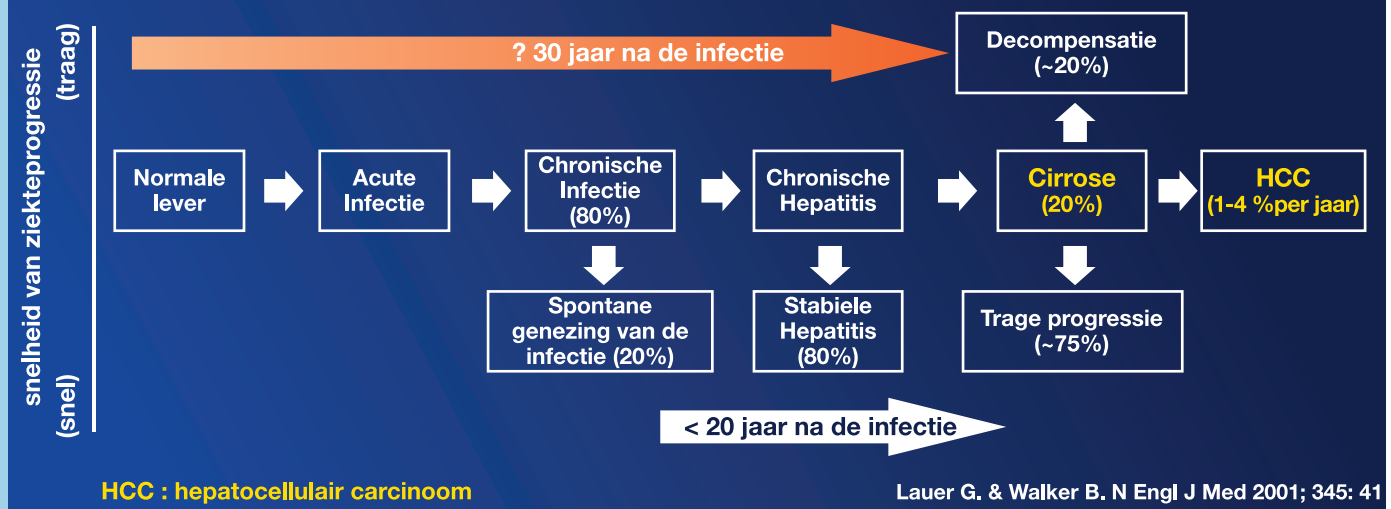 snelheid van ziekteprogressie
(traag)
(snel)
? 30 jaar na de infectie
Decompensatie
(~20%)
Normale
lever
Acute
Infectie
Chronische
Infectie
(80%)
Chronische
Hepatitis
Cirrose
(20%)
HCC
(1-4 %per jaar)
Spontane
genezing van de
infectie (20%)
Stabiele
Hepatitis
(80%)
Trage progressie
(~75%)
< 20 jaar na de infectie
HCC : hepatocellulair carcinoom
Lauer G. & Walker B. N Engl J Med 2001; 345: 41